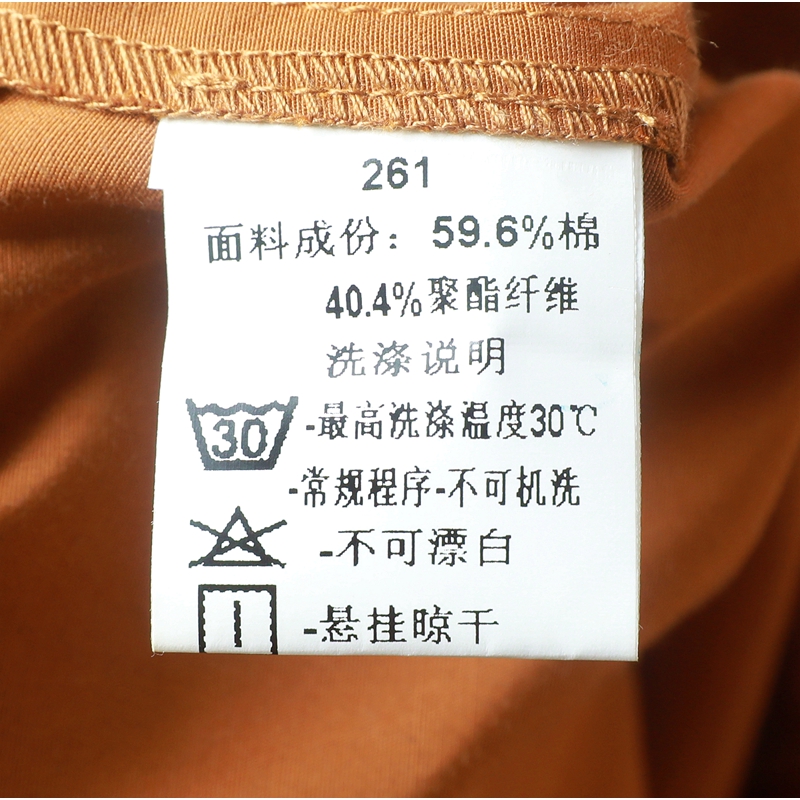 261
面料成份：59.6%棉
40.4%聚酯纤维
洗涤说明
30 -最高洗涤温度30℃
-常规程序-不可机洗
-不可漂白
-悬挂晾干